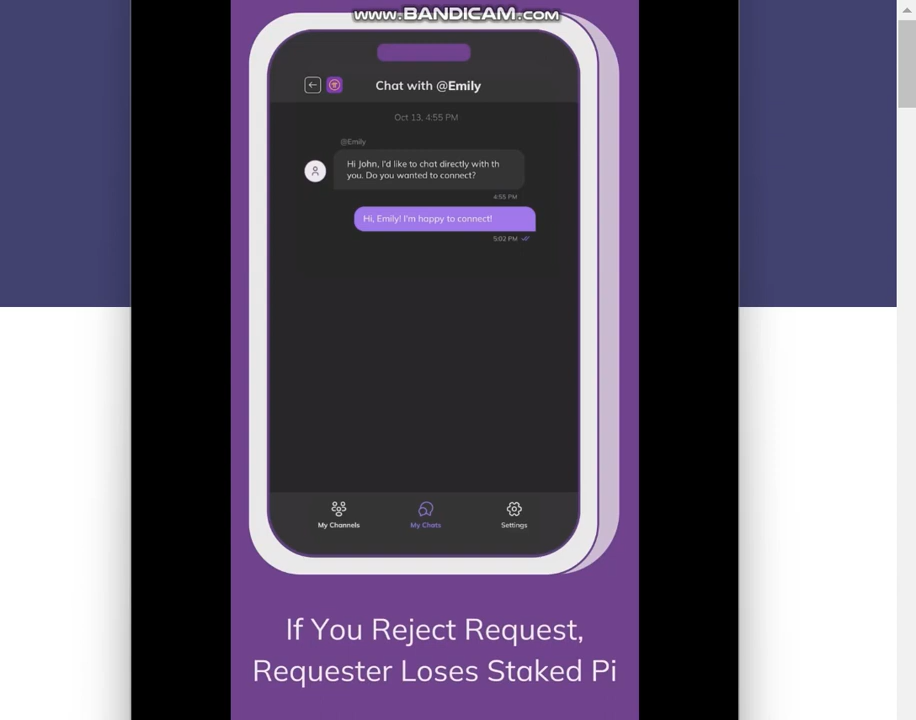 www.BANDICAM.com
Chat with @Emily
Oct 13, 4:55 PM
@Emily
Hi John, I'd like to chat directly with th
you. Do you wanted to connect?
4:55 PM
Hi, Emily! I'm happy to connect!
5:02 PM
My Channels
My Chats
Settings
If You Reject Request,
Requester Loses Staked Pi